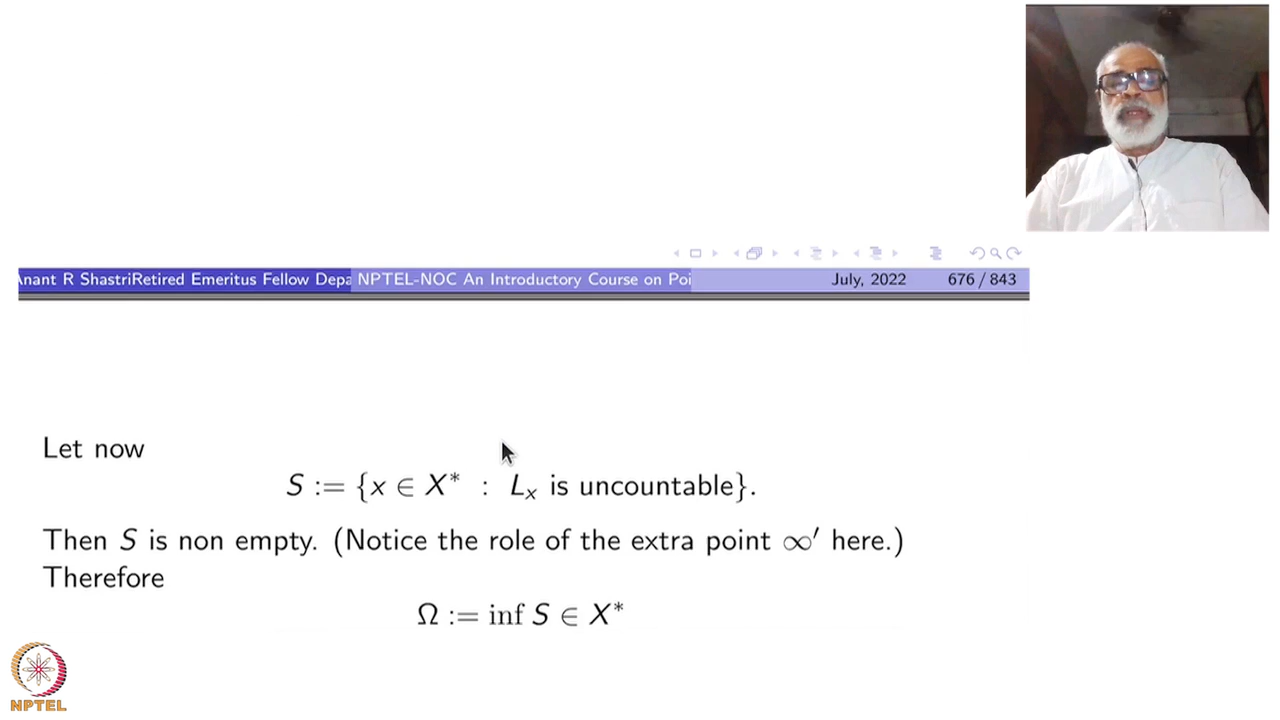 Anant R ShastriRetired Emeritus Fellow Depa NPTEL-NOC An Introductory Course on Poi July, 2022 676 / 843
Let now
S := {x ∈ X* : Lₓ is uncountable}.
Then S is non empty. (Notice the role of the extra point ∞′ here.)
Therefore
Ω := inf S ∈ X*
NPTEL